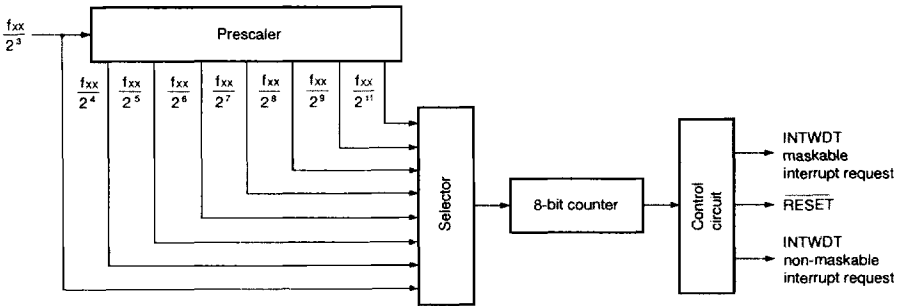 fxx
2³
Prescaler
fxx
2⁴
fxx
2⁵
fxx
2⁶
fxx
2⁷
fxx
2⁸
fxx
2⁹
fxx
2¹¹
Selector
8-bit counter
Control
circuit
INTWDT
maskable
interrupt request
RESET
INTWDT
non-maskable
interrupt request